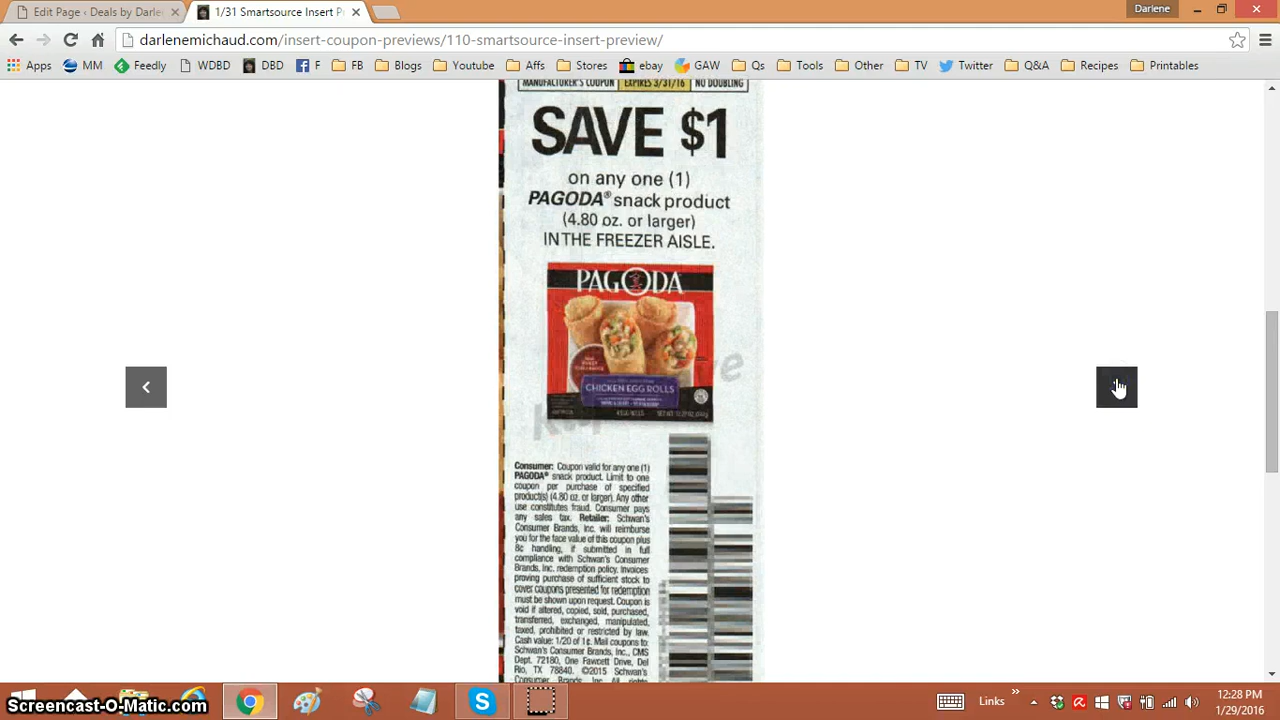 Edit Page ‹ Deals by Darle
1/31 Smartsource Insert P
Darlene
darlenemichaud.com/insert-coupon-previews/110-smartsource-insert-preview/
Apps MM Feedly WDBD DBD F FB Blogs Youtube Affs Stores ebay GAW Qs Tools Other TV Twitter Q&A Recipes Printables
MANUFACTURER'S COUPON EXPIRES 3/31/16 NO DOUBLING
SAVE $1
on any one (1)
PAGODA® snack product
(4.80 oz. or larger)
IN THE FREEZER AISLE.
PAGODA
CHICKEN EGG ROLLS
Consumer: Coupon valid for any one (1)
PAGODA® snack product. Limit to one
coupon per purchase of specified
product(s) (4.80 oz. or larger). Any other
use constitutes fraud. Consumer pays
any sales tax. Retailer: Schwan's
Consumer Brands, Inc. will reimburse
you for the face value of this coupon plus
8¢ handling, if submitted in full
compliance with Schwan's Consumer
Brands, Inc. redemption policy. Invoices
proving purchase of sufficient stock to
cover coupons presented for redemption
must be shown upon request. Coupon is
void if altered, copied, sold, purchased,
transferred, exchanged, manipulated,
taxed, prohibited or restricted by law.
Cash value: 1/20 of 1¢. Mail coupons to:
Schwan's Consumer Brands, Inc., CMS
Dept. 72180, One Fawcett Drive, Del
Rio, TX 78840. ©2015 Schwan's
Consumer Brands, Inc. All rights
Links
12:28 PM
1/29/2016
Screencast-O-Matic.com